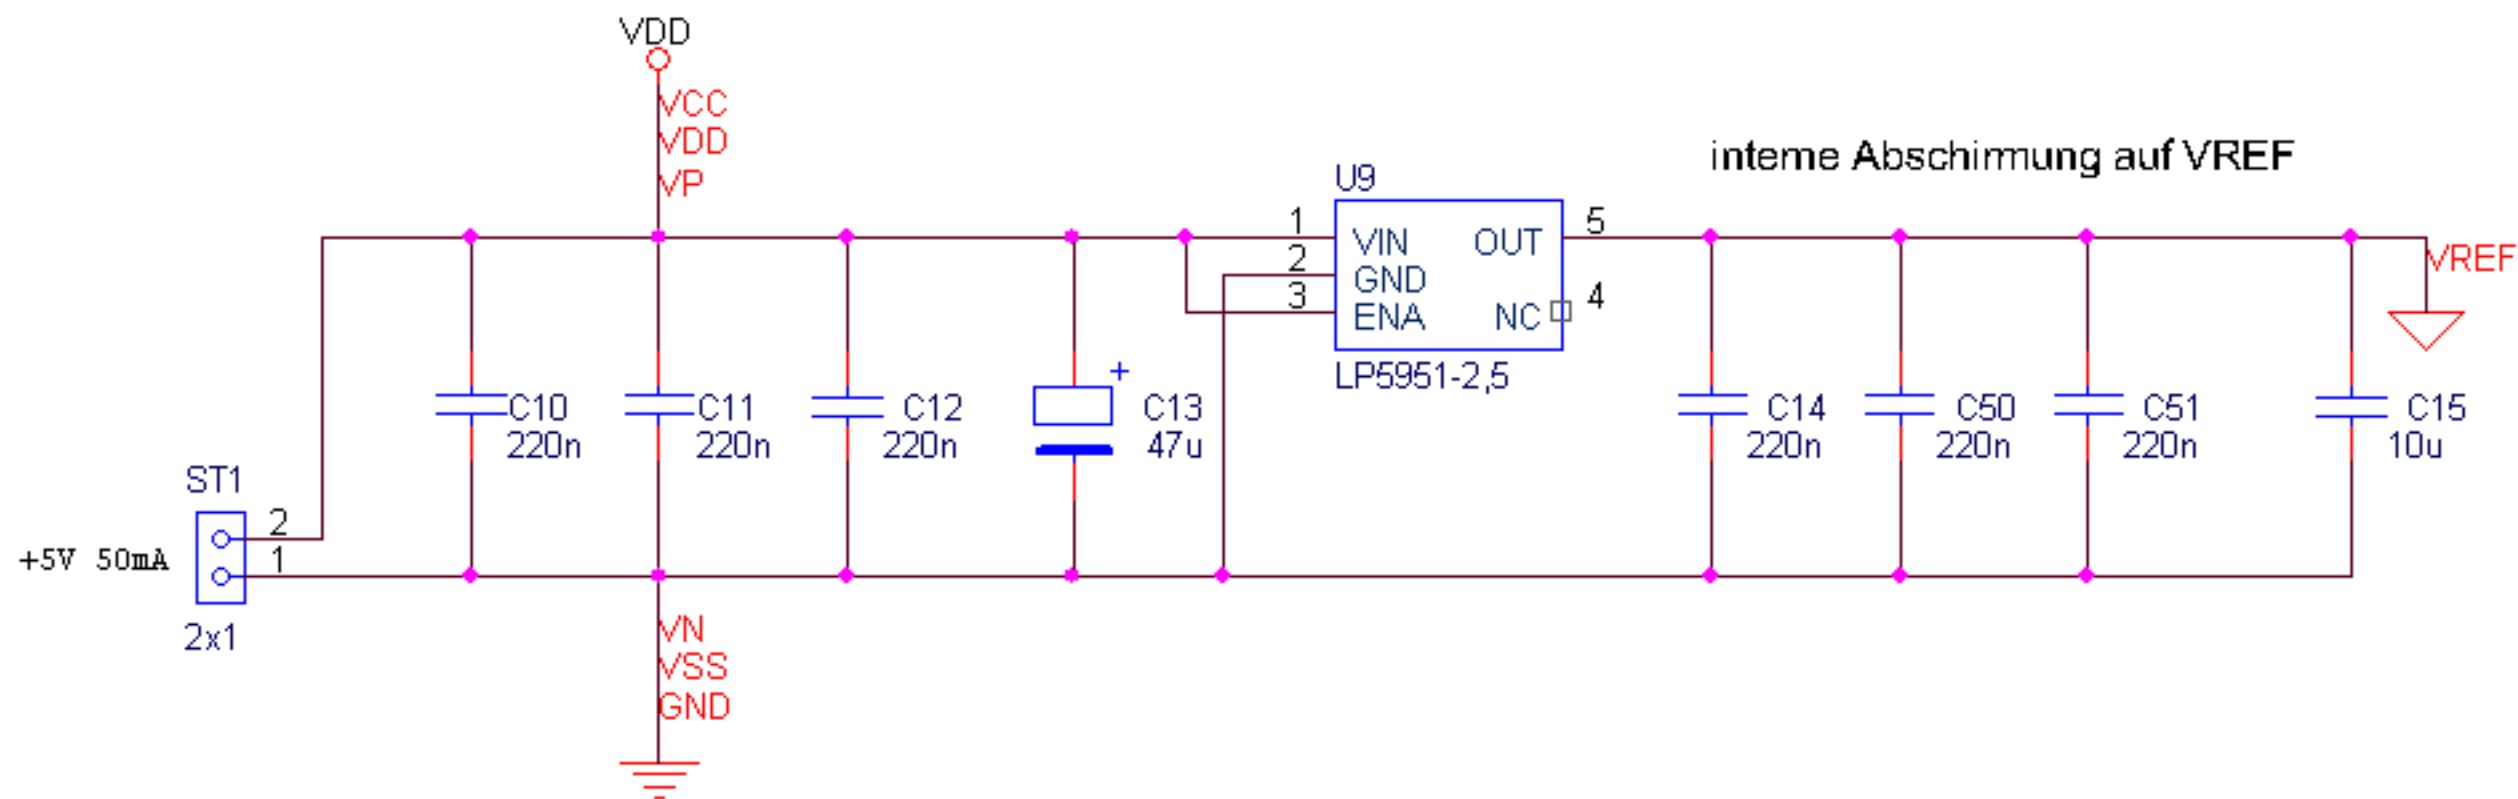 VDD
VCC
VDD
VP
interne Abschirmung auf VREF
U9
1
VIN
OUT
5
2
GND
VREF
3
ENA
NC
4
LP5951-2,5
+
C10
220n
C11
220n
C12
220n
C13
47u
C14
220n
C50
220n
C51
220n
C15
10u
ST1
2
+5V 50mA
1
2x1
VN
VSS
GND